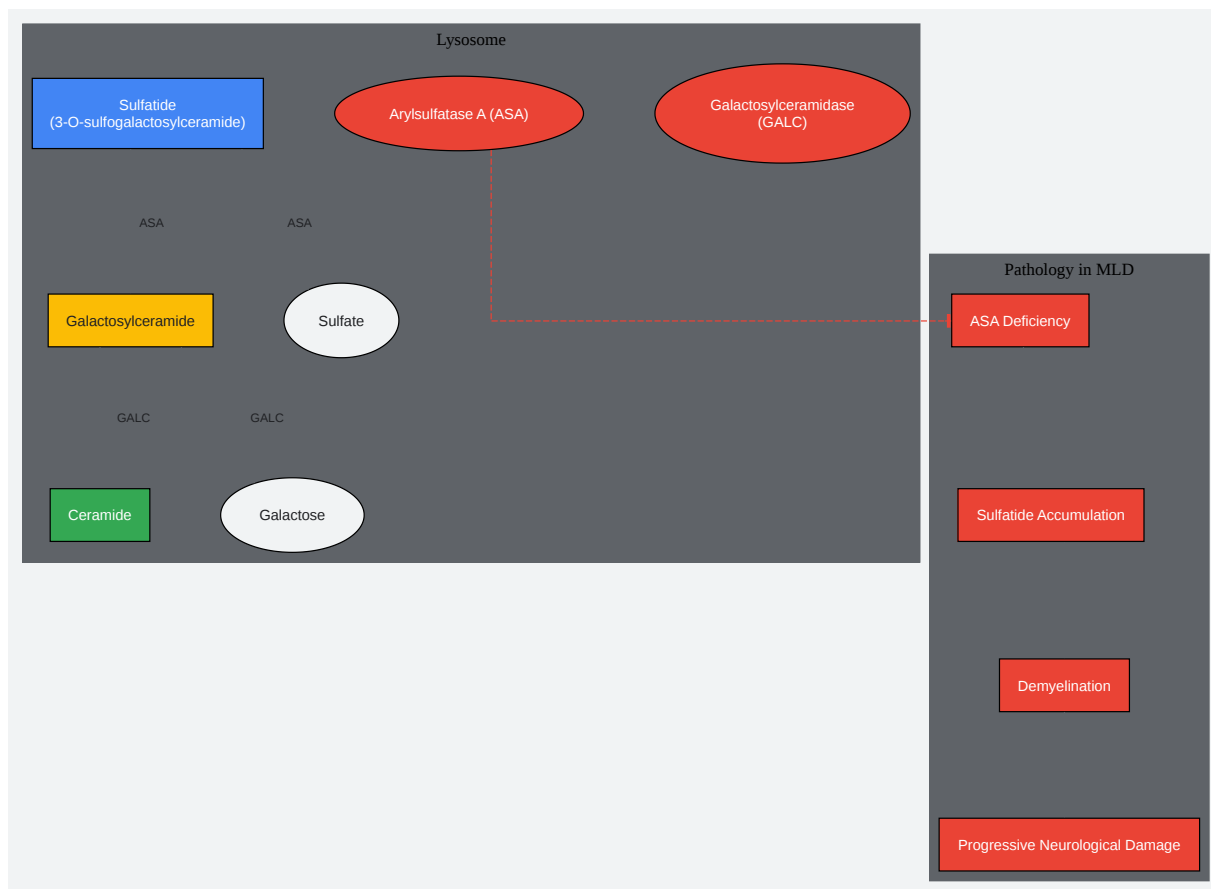 Lysosome
Sulfatide
(3-O-sulfogalactosylceramide)
Arylsulfatase A (ASA)
Galactosylceramidase
(GALC)
ASA
ASA
Galactosylceramide
Sulfate
GALC
GALC
Ceramide
Galactose
Pathology in MLD
ASA Deficiency
Sulfatide Accumulation
Demyelination
Progressive Neurological Damage